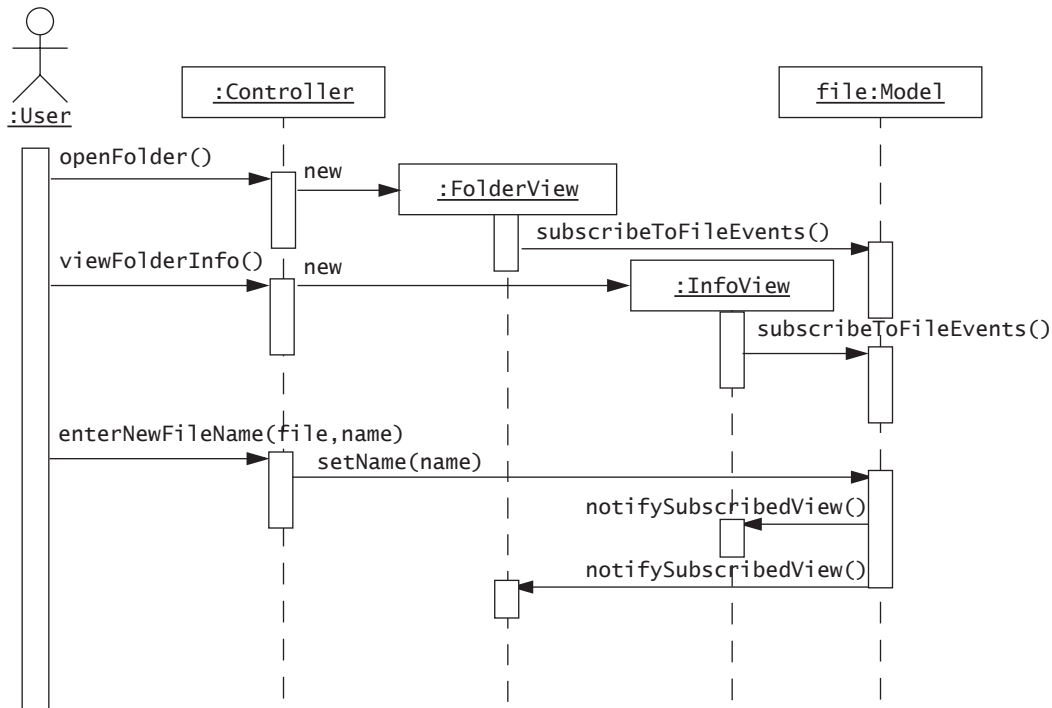 :User
:Controller
file:Model
openFolder()
new
:FolderView
subscribeToFileEvents()
viewFolderInfo()
new
:InfoView
subscribeToFileEvents()
enterNewFileName(file,name)
setName(name)
notifySubscribedView()
notifySubscribedView()